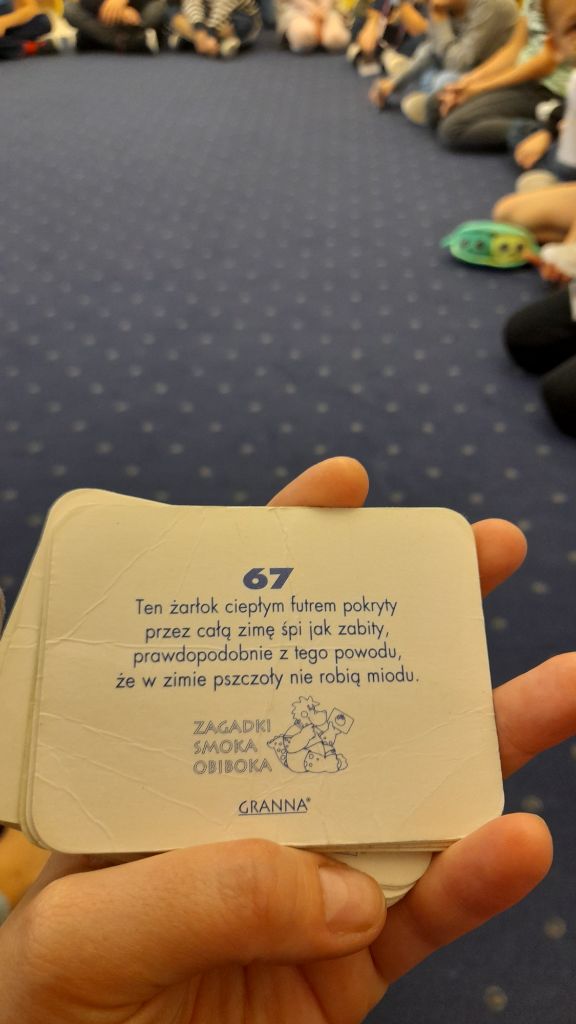 67
Ten żarłok ciepłym futrem pokryty
przez całą zimę śpi jak zabity,
prawdopodobnie z tego powodu,
że w zimie pszczoły nie robią miodu.
ZAGADKI
SMOKA
OBIBOKA
GRANNA®